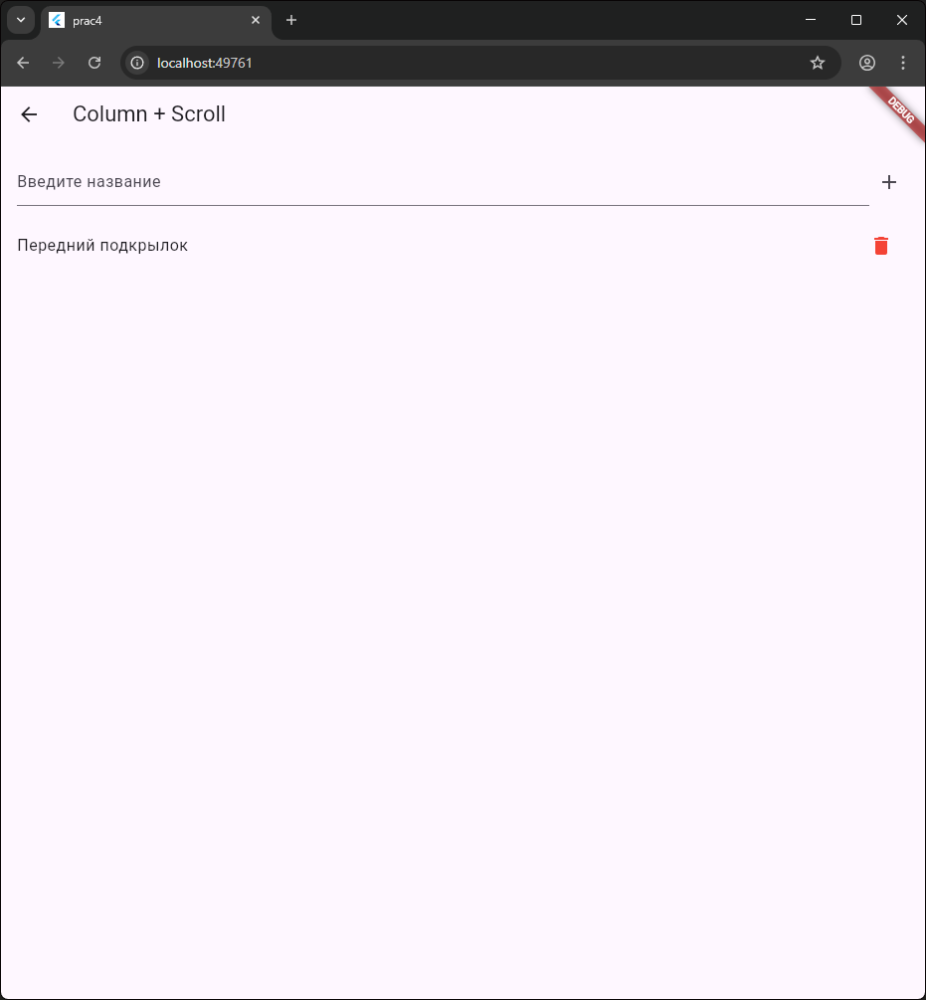 prac4
localhost:49761
Column + Scroll
DEBUG
Введите название
Передний подкрылок